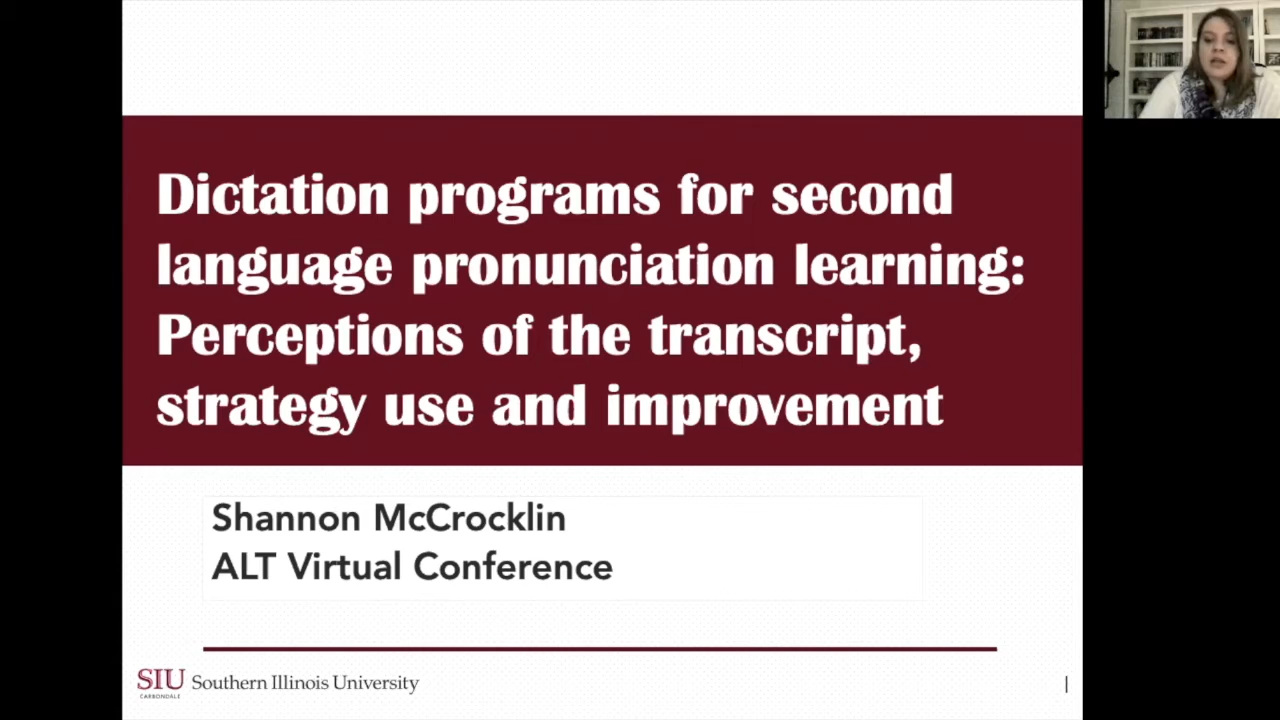 Dictation programs for second
language pronunciation learning:
Perceptions of the transcript,
strategy use and improvement
Shannon McCrocklin
ALT Virtual Conference
SIU Southern Illinois University
CARBONDALE
1